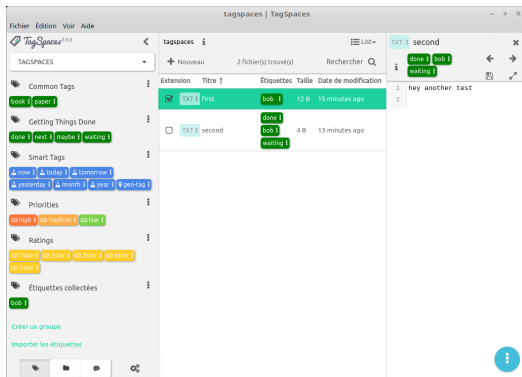 tagspaces | TagSpaces
Fichier Édition Voir Aide
TagSpaces 2.9.0
TAGSPACES
Common Tags
book paper
Getting Things Done
done next maybe waiting
Smart Tags
now today tomorrow
yesterday month year geo-tag
Priorities
high medium low
Ratings
1star 2star 3star 4star
5star
Étiquettes collectées
bob
Créer un groupe
Importer les étiquettes
tagspaces
List
Nouveau 2 fichier(s) trouvé(s) Rechercher
Extension Titre ↑ Étiquettes Taille Date de modification
TXT first bob 12 B 15 minutes ago
TXT second done bob waiting 4 B 13 minutes ago
TXT second
done bob
waiting
1 hey another test
2